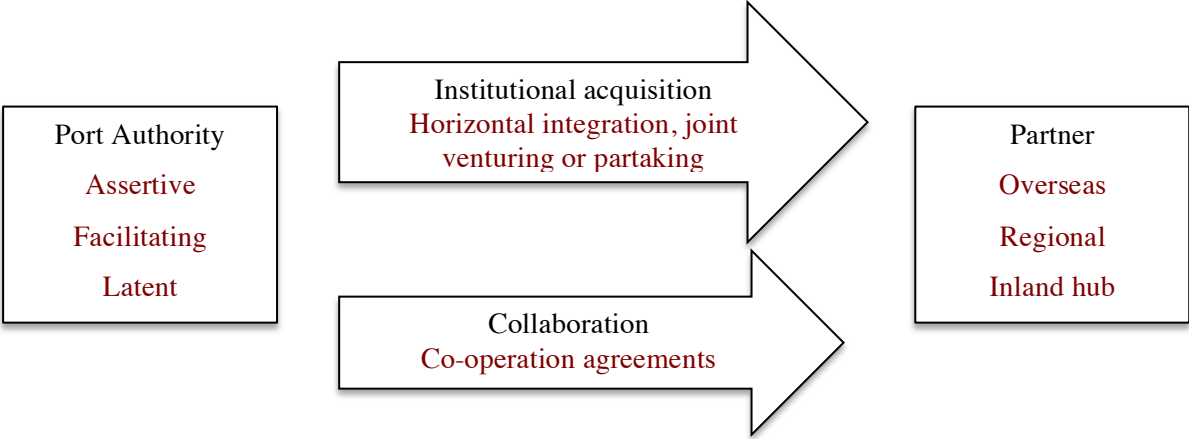 Port Authority
Assertive
Facilitating
Latent
Institutional acquisition
Horizontal integration, joint
venturing or partaking
Collaboration
Co-operation agreements
Partner
Overseas
Regional
Inland hub